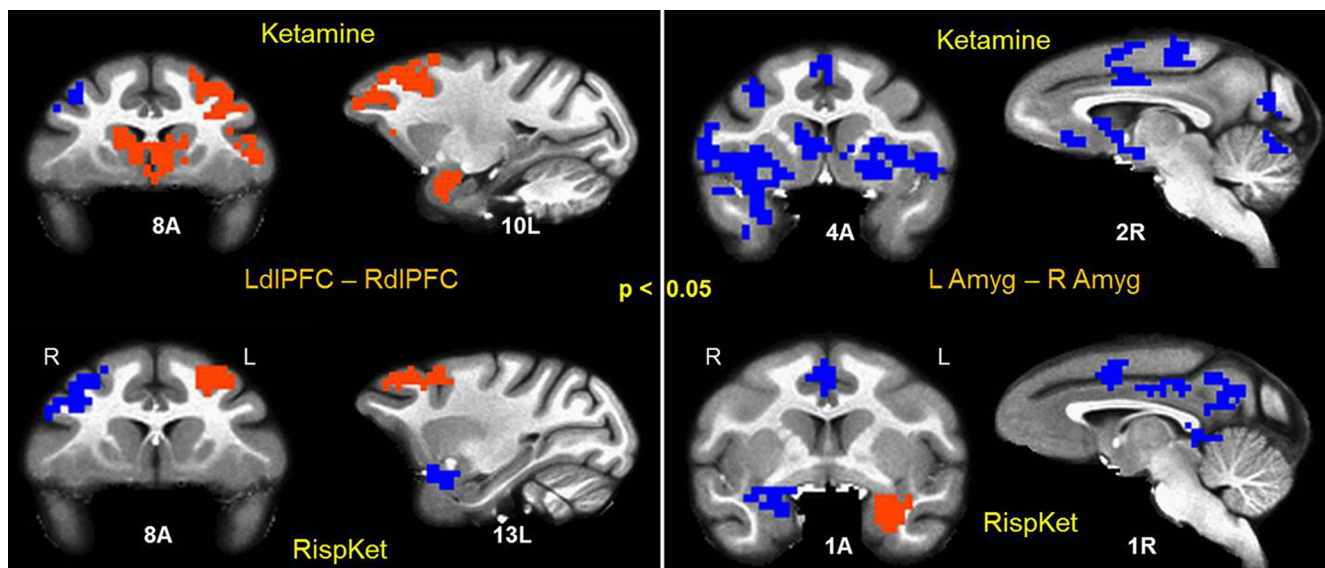 Ketamine
8A
10L
LdlPFC – RdlPFC
R
L
8A
13L
RispKet
p < 0.05
Ketamine
4A
2R
L Amyg – R Amyg
R
L
1A
1R
RispKet